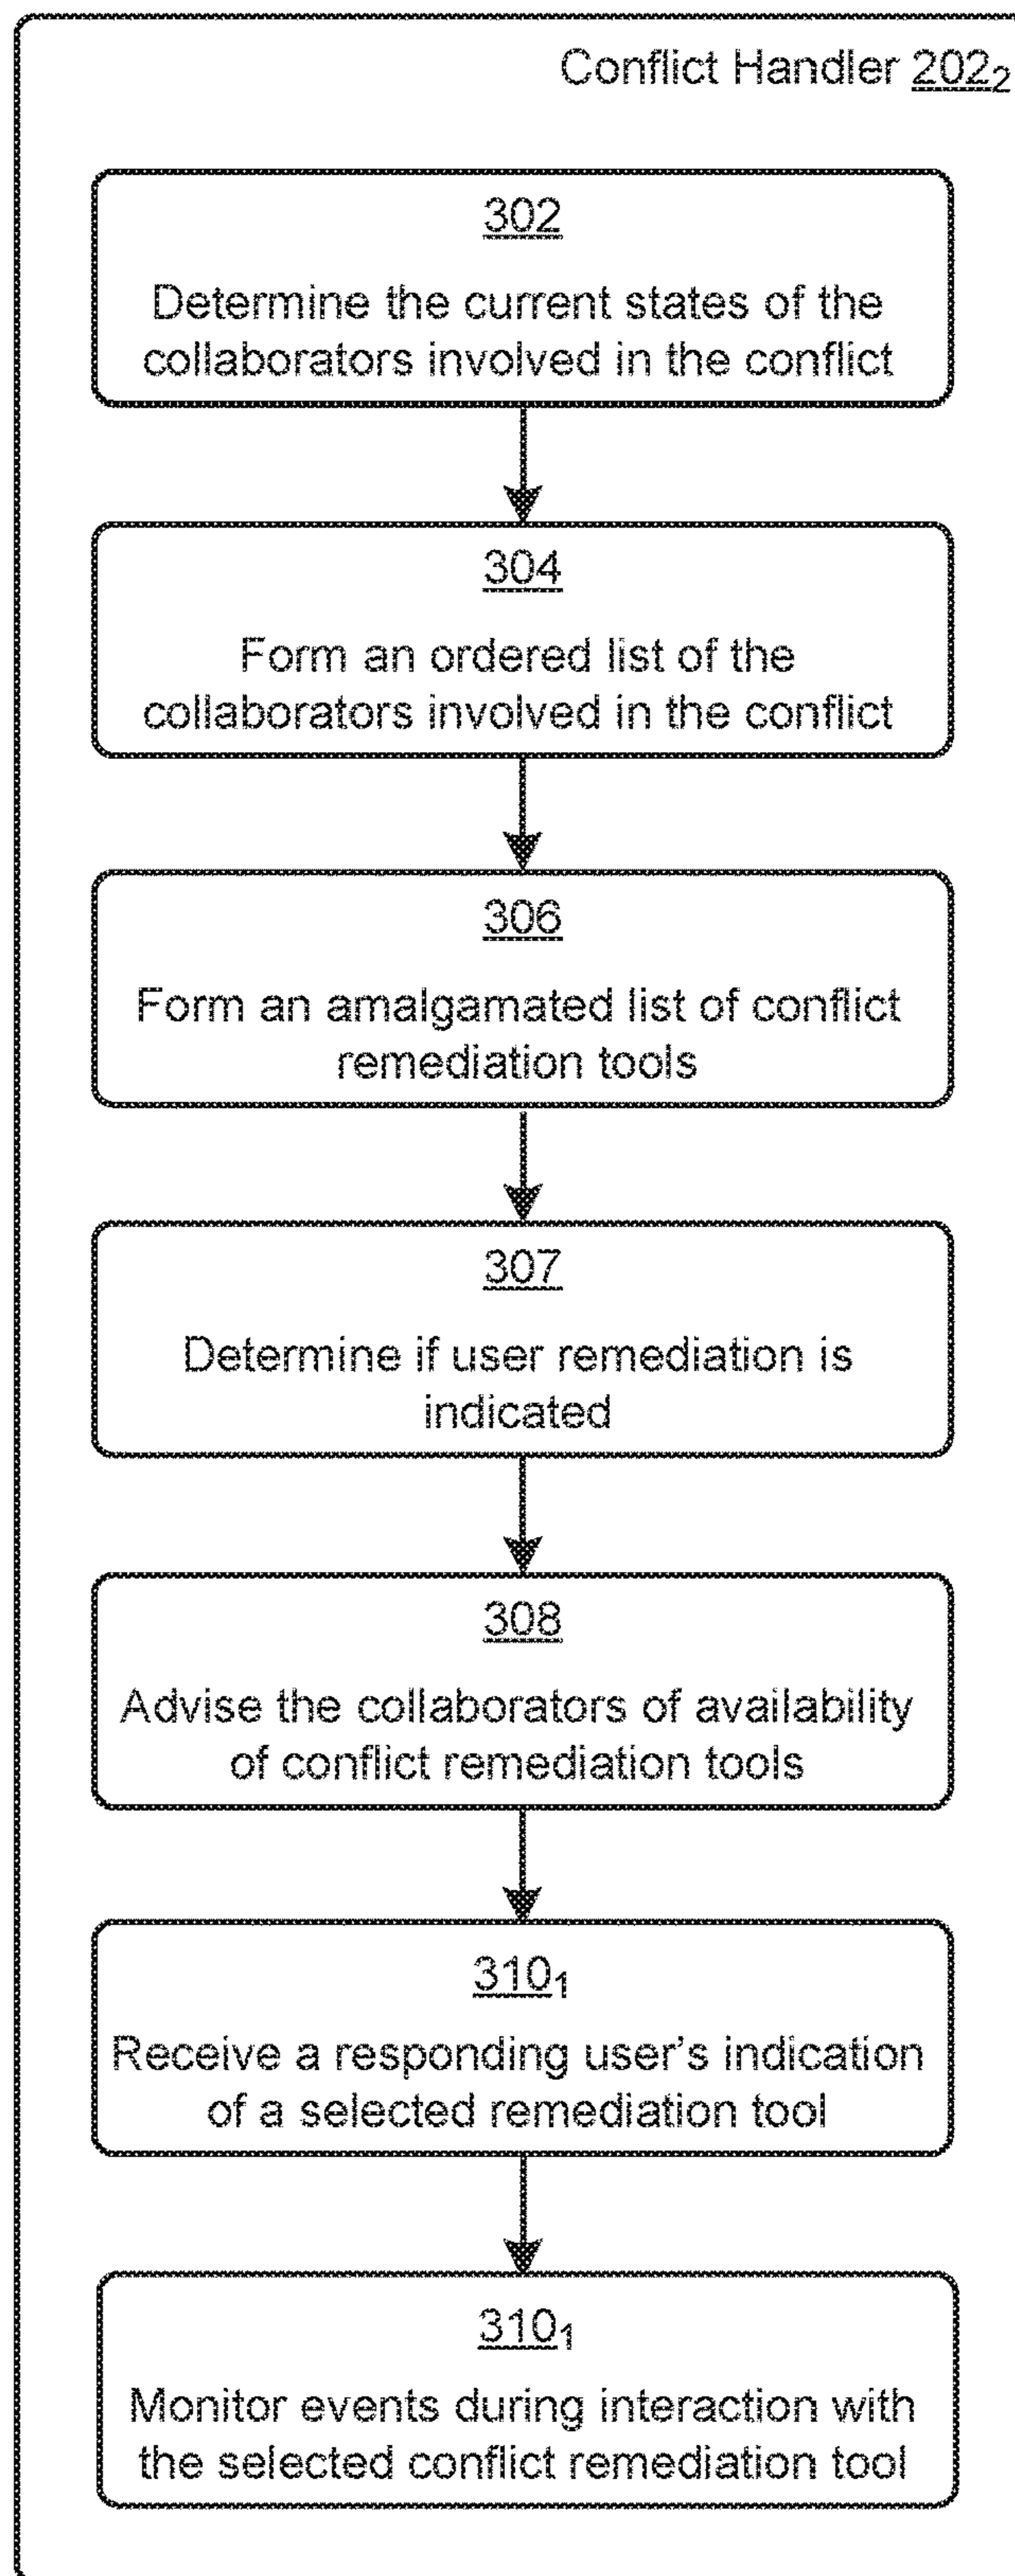 Conflict Handler 202₂
302
Determine the current states of the
collaborators involved in the conflict
304
Form an ordered list of the
collaborators involved in the conflict
306
Form an amalgamated list of conflict
remediation tools
307
Determine if user remediation is
indicated
308
Advise the collaborators of availability
of conflict remediation tools
310₁
Receive a responding user's indication
of a selected remediation tool
310₁
Monitor events during interaction with
the selected conflict remediation tool